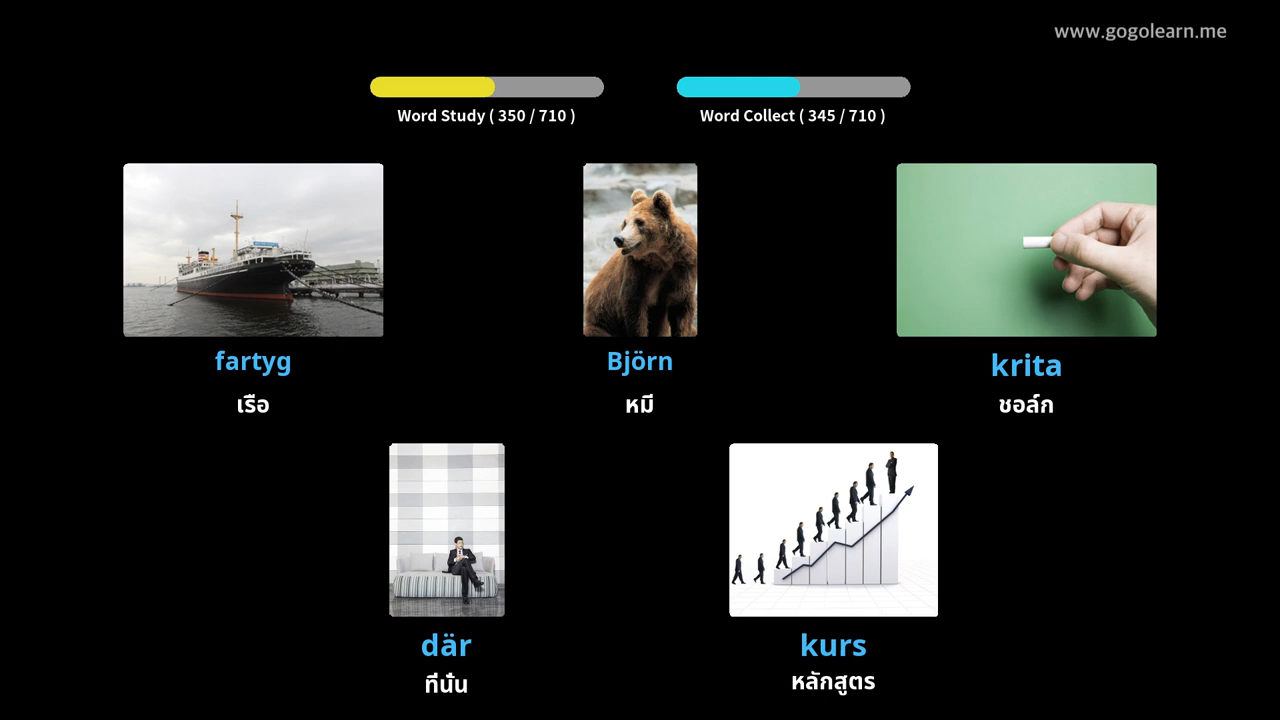 www.gogolearn.me
Word Study ( 350 / 710 )
Word Collect ( 345 / 710 )
fartyg
เรือ
Björn
หมี
krita
ชอล์ก
där
ที่นั่น
kurs
หลักสูตร